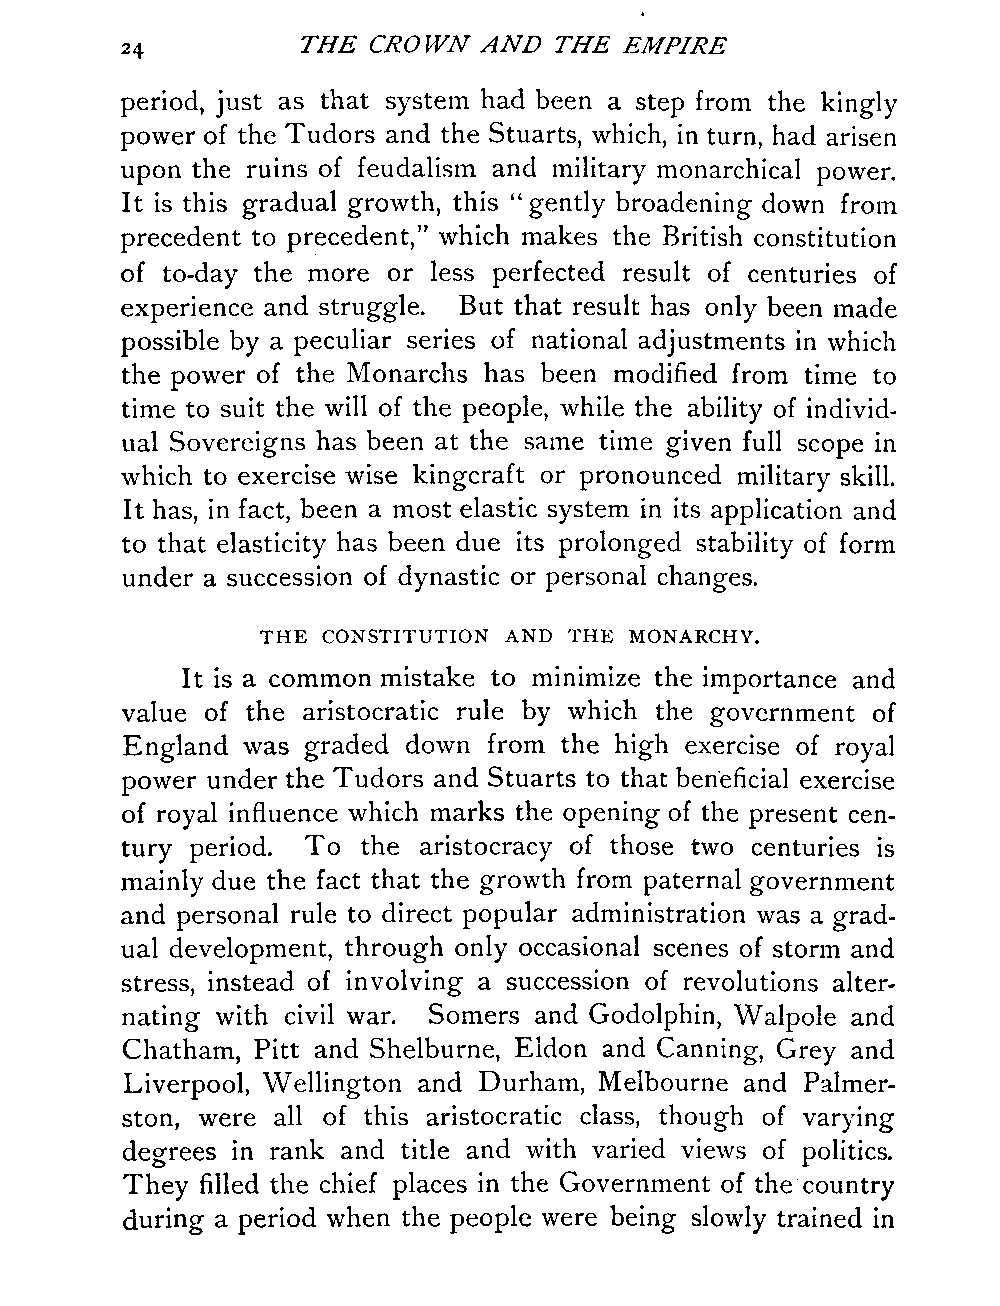 24 THE CROWN AND THE EMPIRE
period, just as that system had been a step from the kingly
power of the Tudors and the Stuarts, which, in turn, had arisen
upon the ruins of feudalism and military monarchical power.
It is this gradual growth, this “gently broadening down from
precedent to precedent,” which makes the British constitution
of to-day the more or less perfected result of centuries of
experience and struggle. But that result has only been made
possible by a peculiar series of national adjustments in which
the power of the Monarchs has been modified from time to
time to suit the will of the people, while the ability of individ-
ual Sovereigns has been at the same time given full scope in
which to exercise wise kingcraft or pronounced military skill.
It has, in fact, been a most elastic system in its application and
to that elasticity has been due its prolonged stability of form
under a succession of dynastic or personal changes.
THE CONSTITUTION AND THE MONARCHY.
It is a common mistake to minimize the importance and
value of the aristocratic rule by which the government of
England was graded down from the high exercise of royal
power under the Tudors and Stuarts to that beneficial exercise
of royal influence which marks the opening of the present cen-
tury period. To the aristocracy of those two centuries is
mainly due the fact that the growth from paternal government
and personal rule to direct popular administration was a grad-
ual development, through only occasional scenes of storm and
stress, instead of involving a succession of revolutions alter-
nating with civil war. Somers and Godolphin, Walpole and
Chatham, Pitt and Shelburne, Eldon and Canning, Grey and
Liverpool, Wellington and Durham, Melbourne and Palmer-
ston, were all of this aristocratic class, though of varying
degrees in rank and title and with varied views of politics.
They filled the chief places in the Government of the country
during a period when the people were being slowly trained in